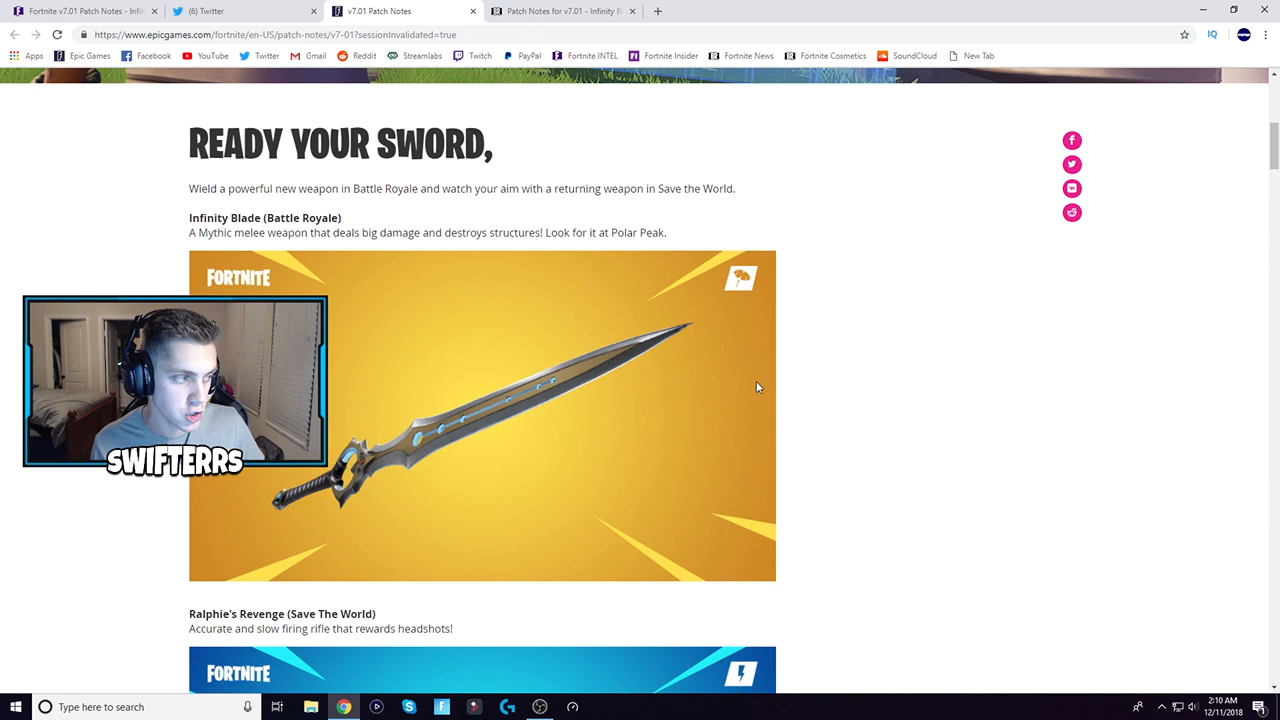 Fortnite v7.01 Patch Notes - Infin
(6) Twitter
v7.01 Patch Notes
Patch Notes for v7.01 - Infinity Bl
https://www.epicgames.com/fortnite/en-US/patch-notes/v7-01?sessionInvalidated=true
IQ
Apps
Epic Games
Facebook
YouTube
Twitter
Gmail
Reddit
Streamlabs
Twitch
PayPal
Fortnite INTEL
Fortnite Insider
Fortnite News
Fortnite Cosmetics
SoundCloud
New Tab
READY YOUR SWORD,
Wield a powerful new weapon in Battle Royale and watch your aim with a returning weapon in Save the World.
Infinity Blade (Battle Royale)
A Mythic melee weapon that deals big damage and destroys structures! Look for it at Polar Peak.
FORTNITE
SWIFTERRS
Ralphie's Revenge (Save The World)
Accurate and slow firing rifle that rewards headshots!
FORTNITE
Type here to search
2:10 AM
12/11/2018
1